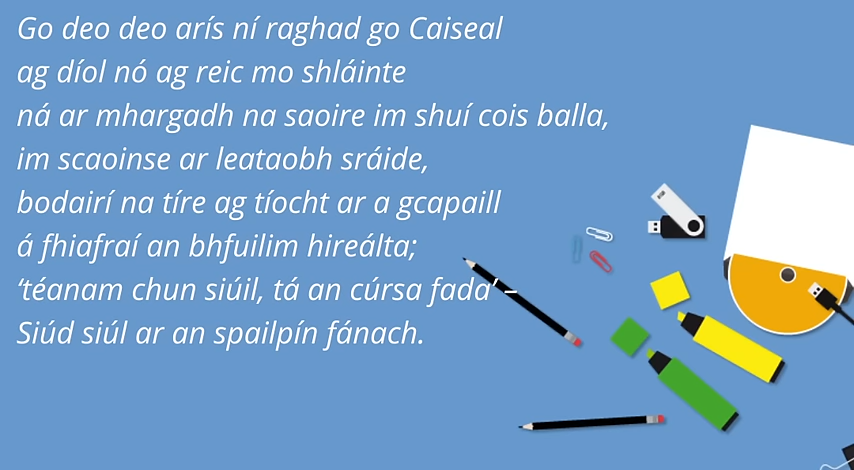 Go deo deo arís ní raghad go Caiseal
ag díol nó ag reic mo shláinte
ná ar mhargadh na saoire im shuí cois balla,
im scaoinse ar leataobh sráide,
bodairí na tíre ag tíocht ar a gcapaill
á fhiafraí an bhfuilim hireálta;
‘téanam chun siúil, tá an cúrsa fada’ –
Siúd siúl ar an spailpín fánach.